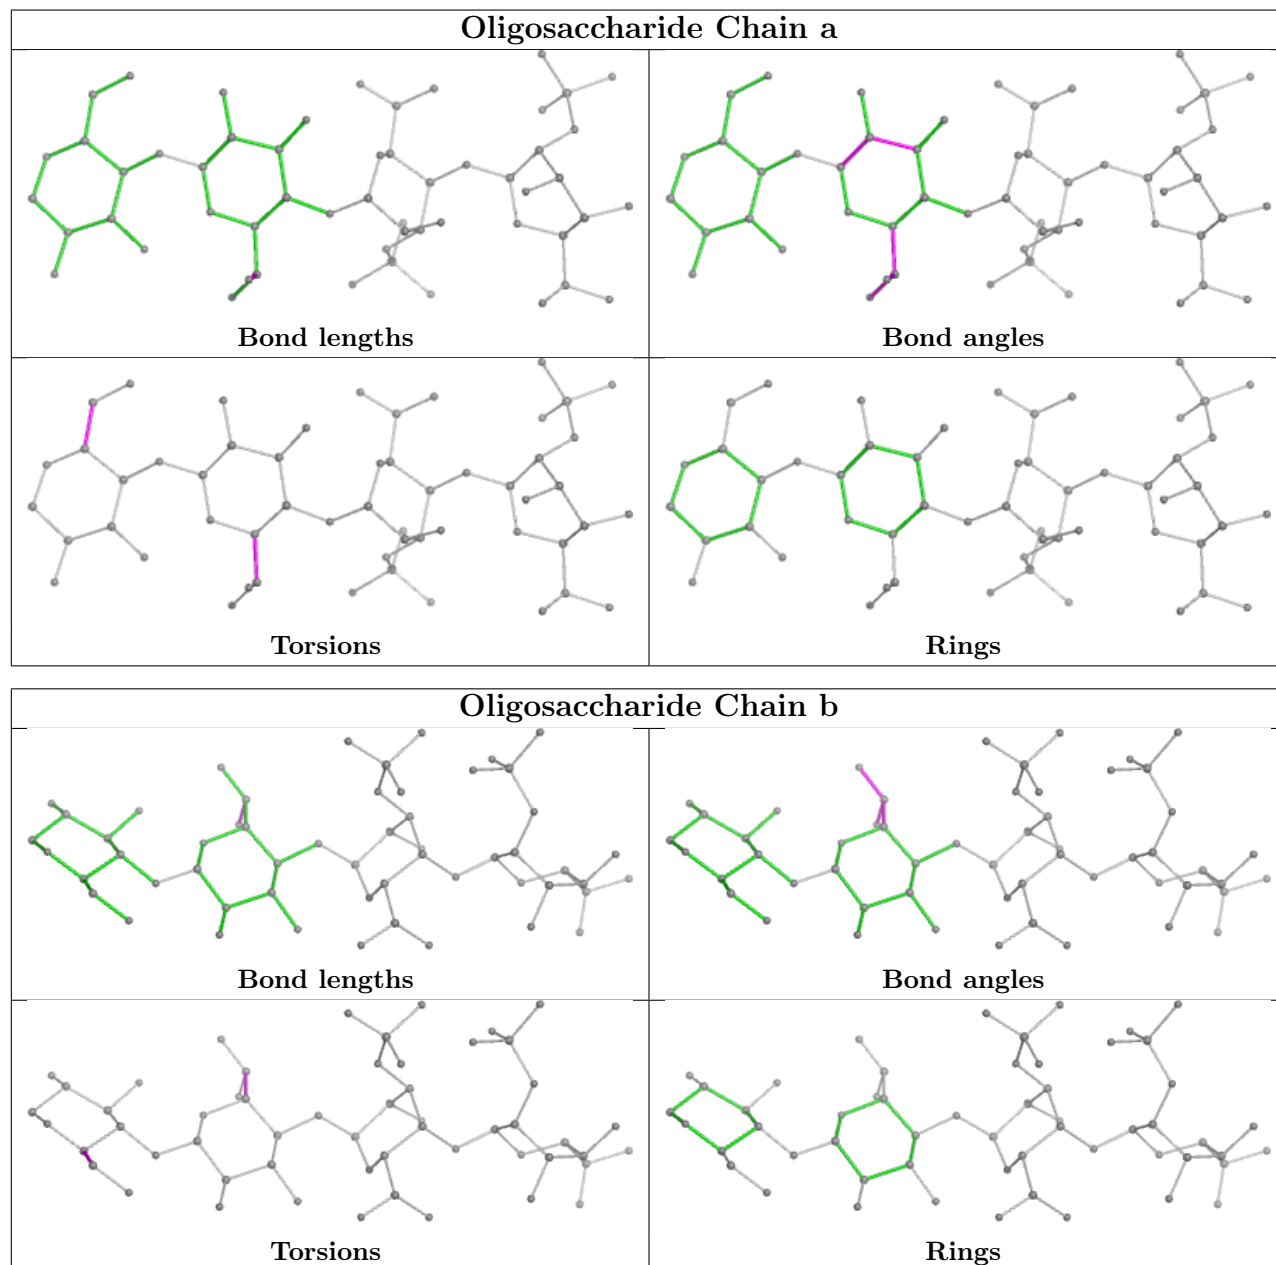 Oligosaccharide Chain a
Bond lengths
Bond angles
Torsions
Rings
Oligosaccharide Chain b
Bond lengths
Bond angles
Torsions
Rings